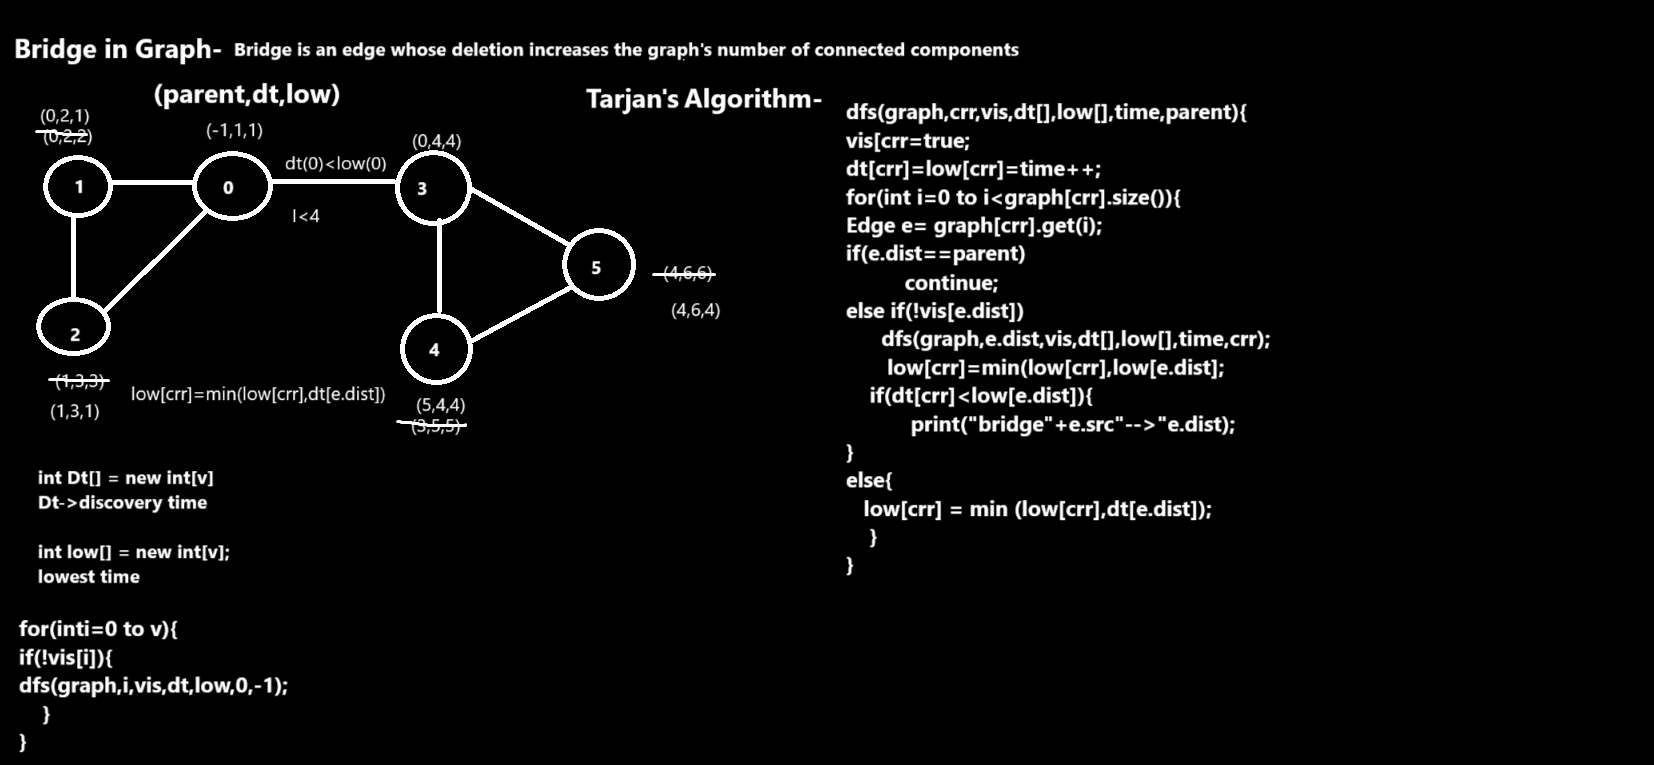 Bridge in Graph- Bridge is an edge whose deletion increases the graph's number of connected components
(parent,dt,low)
Tarjan's Algorithm-
(0,2,1)
(0,2,2)
(-1,1,1)
dt(0)<low(0)
(0,4,4)
1
0
3
l<4
5
(4,6,6)
(4,6,4)
2
4
(1,3,3)
(1,3,1)
low[crr]=min(low[crr],dt[e.dist])
(5,4,4)
(3,5,5)
int Dt[] = new int[v]
Dt->discovery time
int low[] = new int[v];
lowest time
for(inti=0 to v){
if(!vis[i]){
dfs(graph,i,vis,dt,low,0,-1);
}
}
dfs(graph,crr,vis,dt[],low[],time,parent){
vis[crr=true;
dt[crr]=low[crr]=time++;
for(int i=0 to i<graph[crr].size()){
Edge e= graph[crr].get(i);
if(e.dist==parent)
continue;
else if(!vis[e.dist])
dfs(graph,e.dist,vis,dt[],low[],time,crr);
low[crr]=min(low[crr],low[e.dist];
if(dt[crr]<low[e.dist]){
print("bridge"+e.src"-->"e.dist);
}
else{
low[crr] = min (low[crr],dt[e.dist]);
}
}